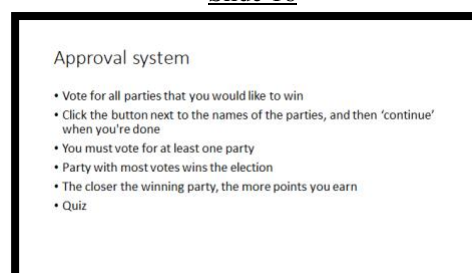 Slide 16
Approval system
• Vote for all parties that you would like to win
• Click the button next to the names of the parties, and then ‘continue’
when you're done
• You must vote for at least one party
• Party with most votes wins the election
• The closer the winning party, the more points you earn
• Quiz